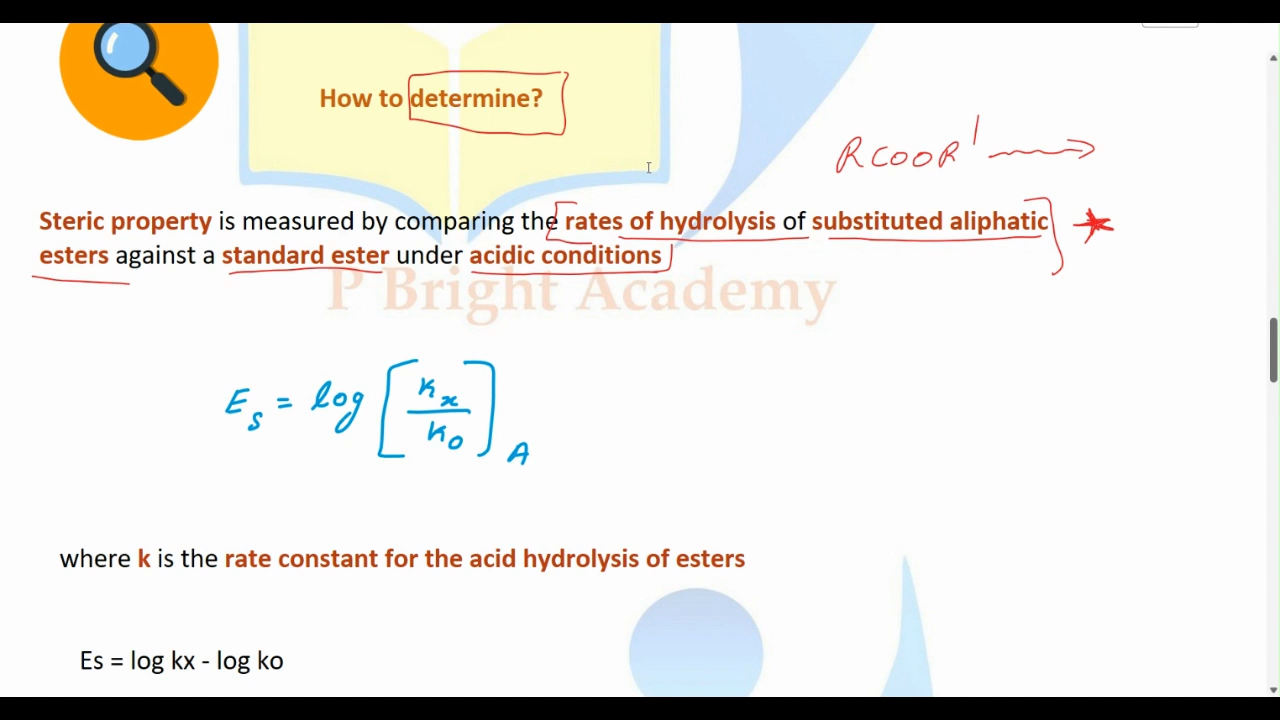 How to determine?
RCOOR'
Steric property is measured by comparing the rates of hydrolysis of substituted aliphatic
esters against a standard ester under acidic conditions
P Bright Academy
Es = log [kx/ko]A
where k is the rate constant for the acid hydrolysis of esters
Es = log kx - log ko